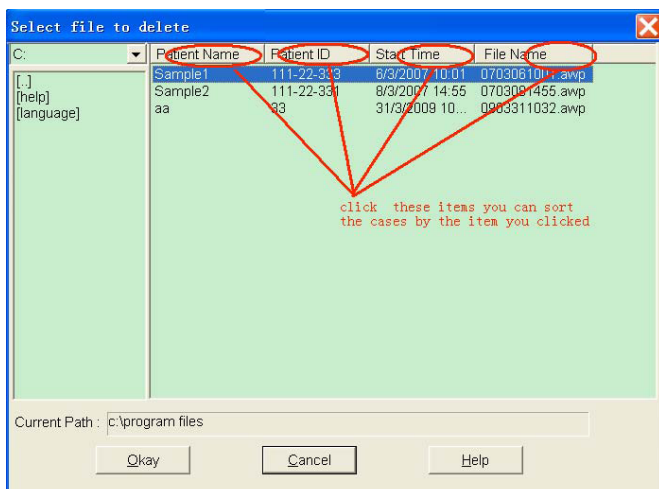 Select file to delete
C:
Patient Name Patient ID Start Time File Name
[..]
[help]
[language]
Sample1 111-22-333 6/3/2007 10:01 0703061001.awp
Sample2 111-22-331 8/3/2007 14:55 0703081455.awp
aa 33 31/3/2009 10... 0903311032.awp
click these items you can sort
the cases by the item you clicked
Current Path : c:\program files
Okay Cancel Help